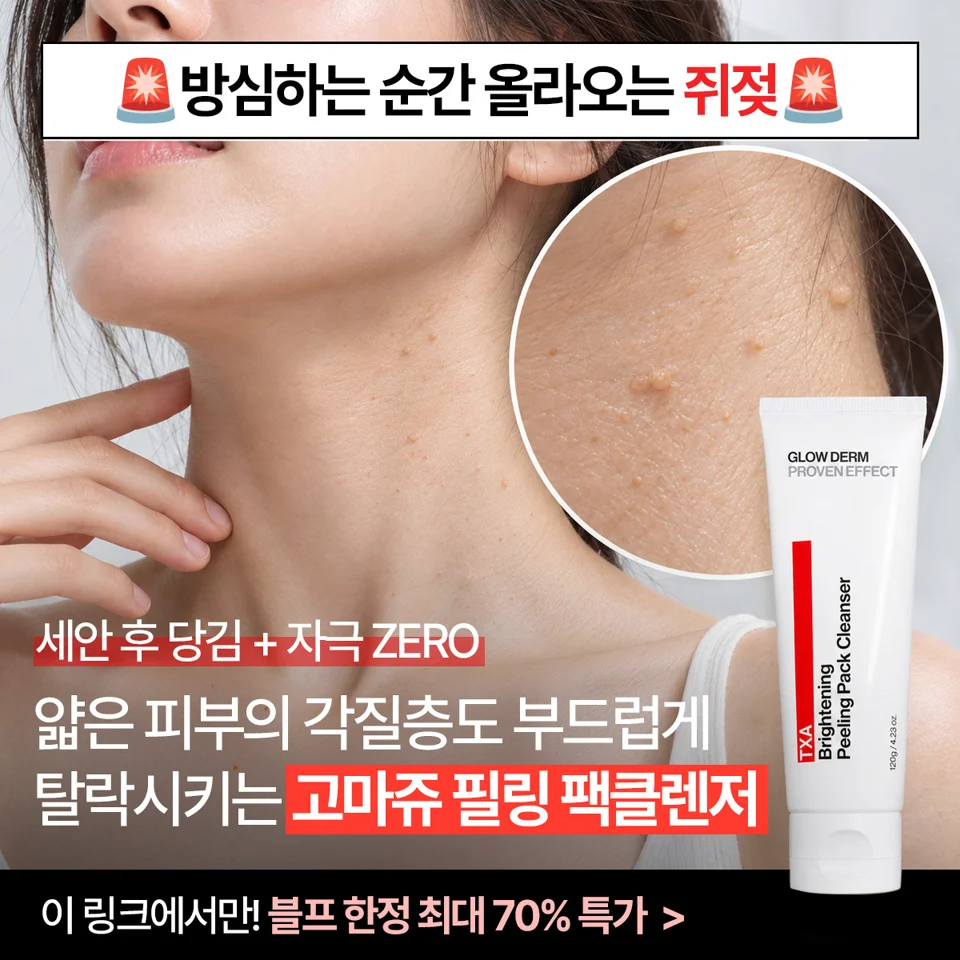 방심하는 순간 올라오는 쥐젖
GLOW DERM
PROVEN EFFECT
TXA
Brightening
Peeling Pack Cleanser
120g / 4.23 oz.
세안 후 당김 + 자극 ZERO
얇은 피부의 각질층도 부드럽게
탈락시키는 고마쥬 필링 팩클렌저
이 링크에서만! 블프 한정 최대 70% 특가 >